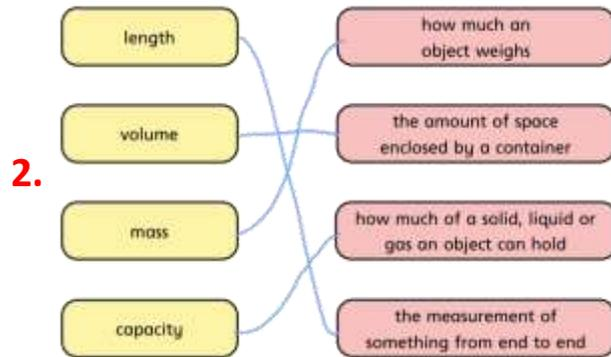 length
how much an
object weighs
volume
the amount of space
enclosed by a container
2.
mass
how much of a solid, liquid or
gas an object can hold
capacity
the measurement of
something from end to end